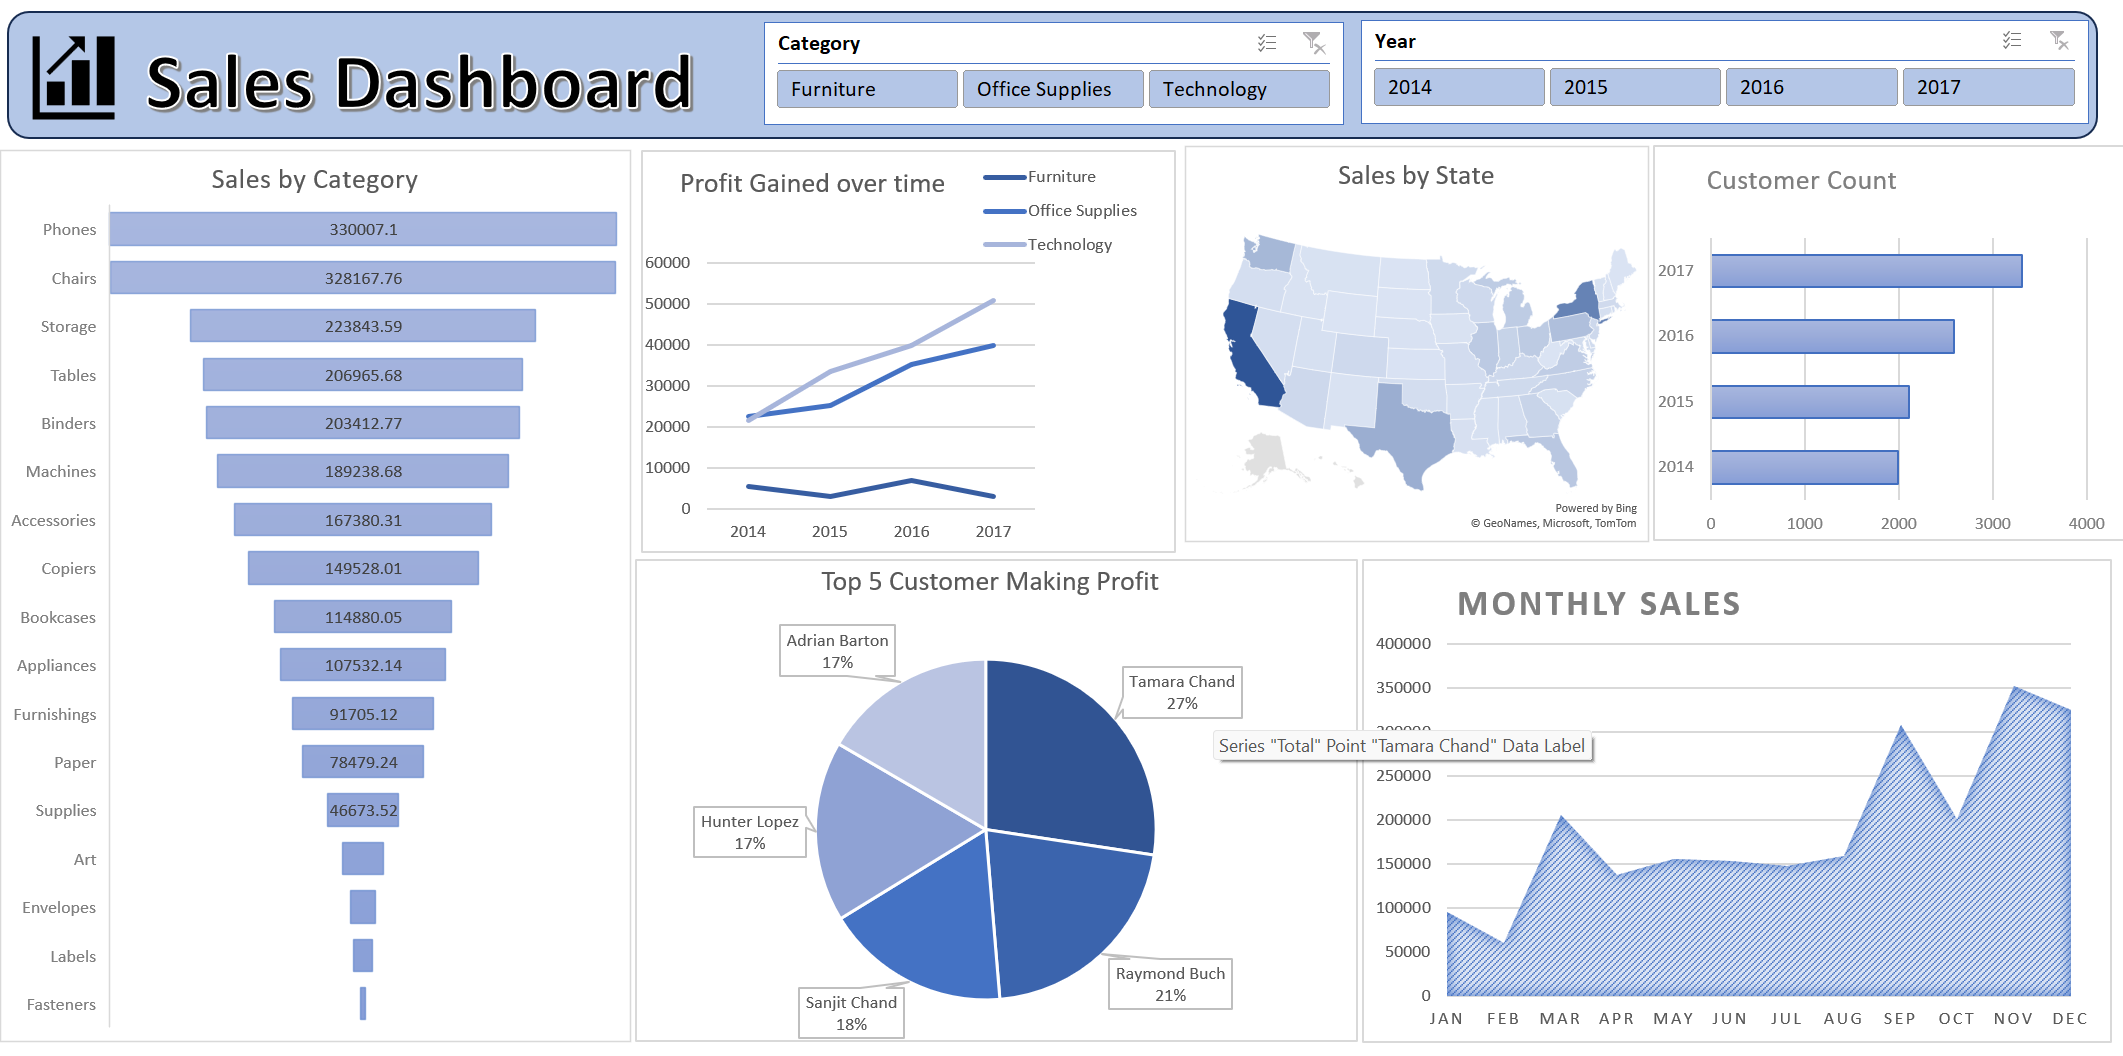 Sales Dashboard
Category
Furniture
Office Supplies
Technology
Year
2014
2015
2016
2017
Sales by Category
Phones
330007.1
Chairs
328167.76
Storage
223843.59
Tables
206965.68
Binders
203412.77
Machines
189238.68
Accessories
167380.31
Copiers
149528.01
Bookcases
114880.05
Appliances
107532.14
Furnishings
91705.12
Paper
78479.24
Supplies
46673.52
Art
Envelopes
Labels
Fasteners
Profit Gained over time
Furniture
Office Supplies
Technology
60000
50000
40000
30000
20000
10000
0
2014
2015
2016
2017
Sales by State
Powered by Bing
© GeoNames, Microsoft, TomTom
Customer Count
2017
2016
2015
2014
0
1000
2000
3000
4000
Top 5 Customer Making Profit
Adrian Barton
17%
Tamara Chand
27%
Series "Total" Point "Tamara Chand" Data Label
Hunter Lopez
17%
Raymond Buch
21%
Sanjit Chand
18%
MONTHLY SALES
400000
350000
250000
200000
150000
100000
50000
0
JAN
FEB
MAR
APR
MAY
JUN
JUL
AUG
SEP
OCT
NOV
DEC